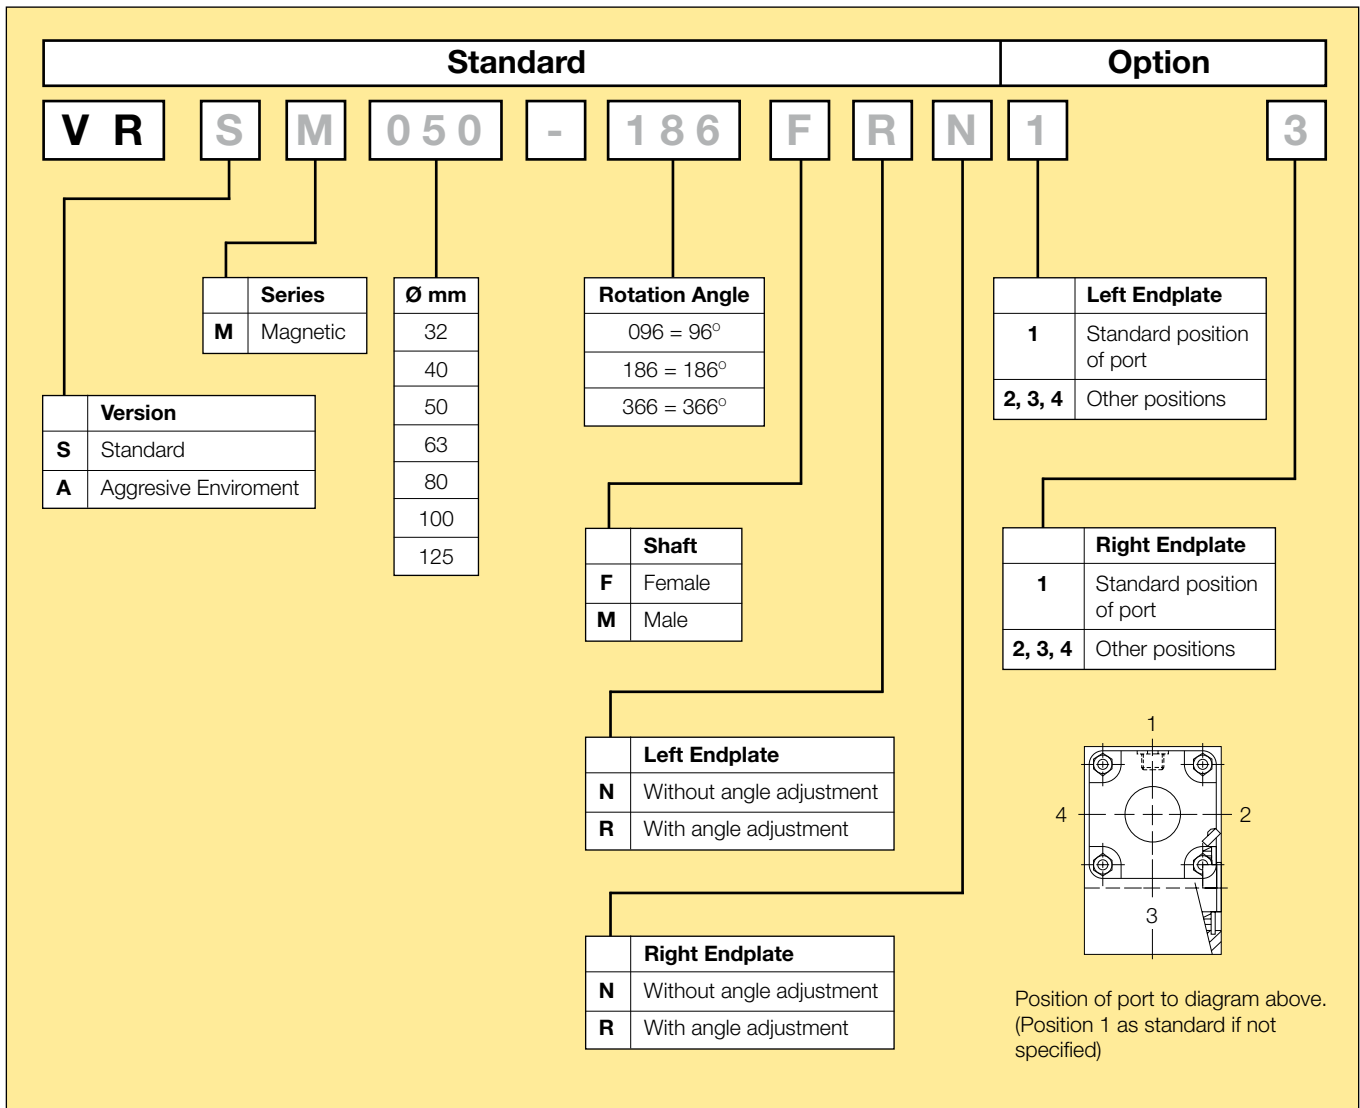 Standard Option
V R S M 0 5 0 - 1 8 6 F R N 1 3
Series
M Magnetic
Ø mm
32
40
50
63
80
100
125
Rotation Angle
096 = 96°
186 = 186°
366 = 366°
Left Endplate
1 Standard position
of port
2, 3, 4 Other positions
Version
S Standard
A Aggresive Enviroment
Shaft
F Female
M Male
Right Endplate
1 Standard position
of port
2, 3, 4 Other positions
Left Endplate
N Without angle adjustment
R With angle adjustment
Right Endplate
N Without angle adjustment
R With angle adjustment
1
4 2
3
Position of port to diagram above.
(Position 1 as standard if not
specified)